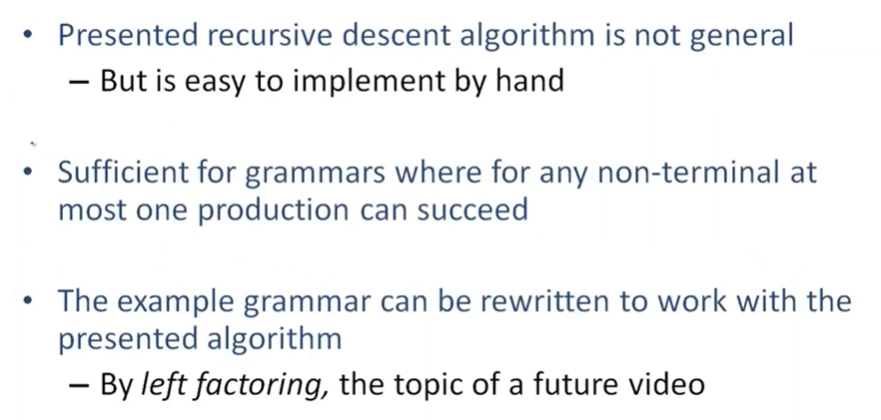 • Presented recursive descent algorithm is not general
– But is easy to implement by hand
• Sufficient for grammars where for any non-terminal at
most one production can succeed
• The example grammar can be rewritten to work with the
presented algorithm
– By left factoring, the topic of a future video